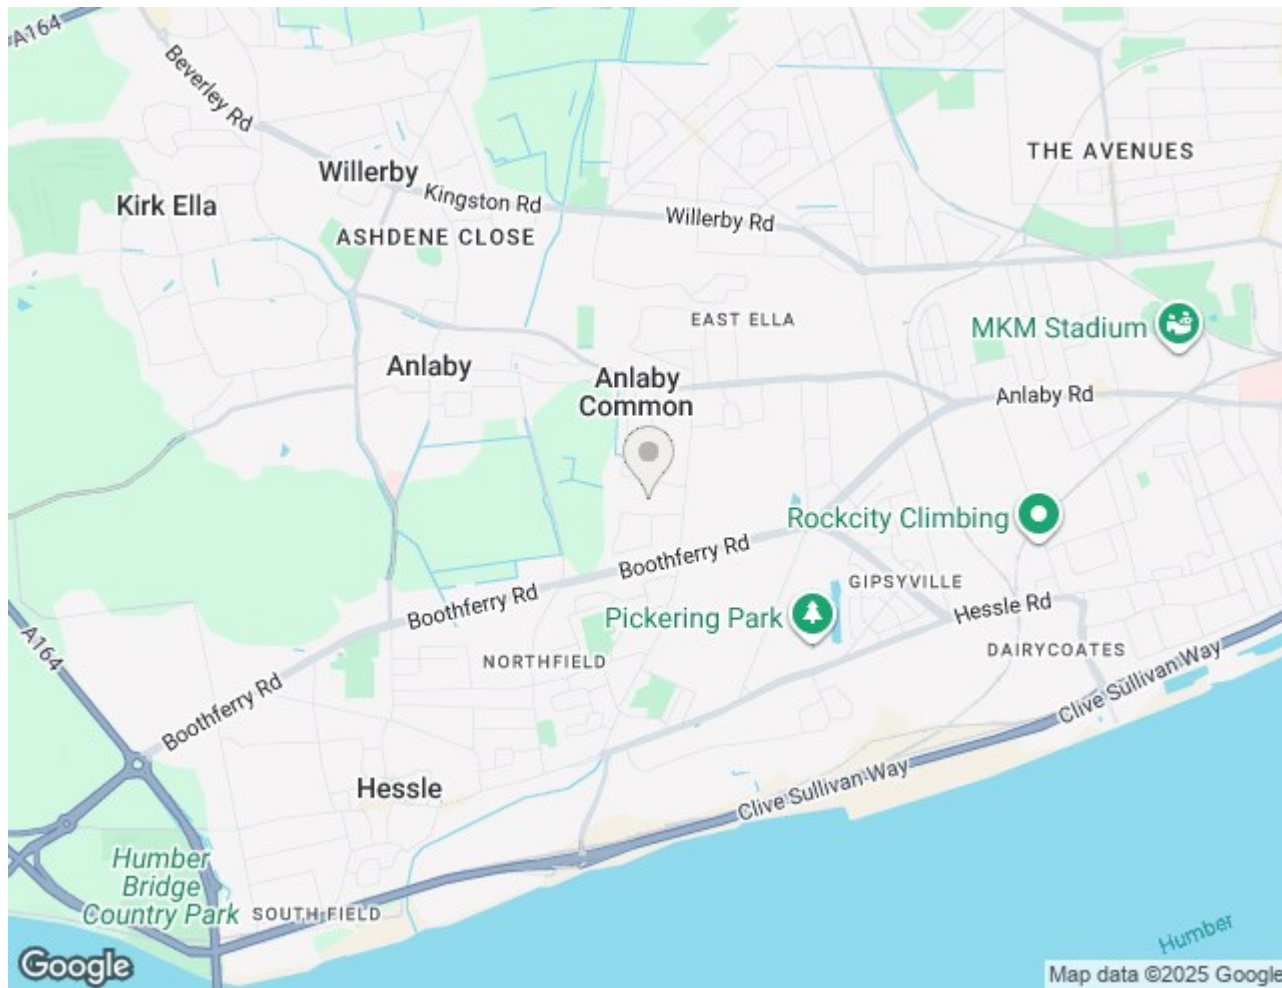 A164
Beverley Rd
THE AVENUES
Willerby
Kingston Rd
Kirk Ella
Willerby Rd
ASHDENE CLOSE
EAST ELLA
MKM Stadium
Anlaby
Anlaby
Common
Anlaby Rd
Rockcity Climbing
Boothferry Rd
GIPSYVILLE
Boothferry Rd
Pickering Park
Hessle Rd
A164
NORTHFIELD
DAIRYCOATES
Boothferry Rd
Clive Sullivan Way
Hessle
Clive Sullivan Way
Humber
Bridge
Country Park
SOUTH FIELD
Humber
Google
Map data ©2025 Google